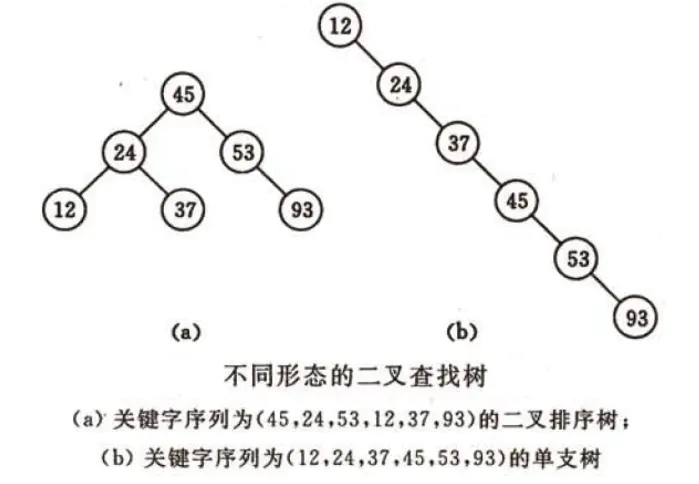 12
45
24
24
53
37
12
37
93
45
53
93
(a)
(b)
不同形态的二叉查找树
(a) 关键字序列为(45,24,53,12,37,93)的二叉排序树;
(b) 关键字序列为(12,24,37,45,53,93)的单支树